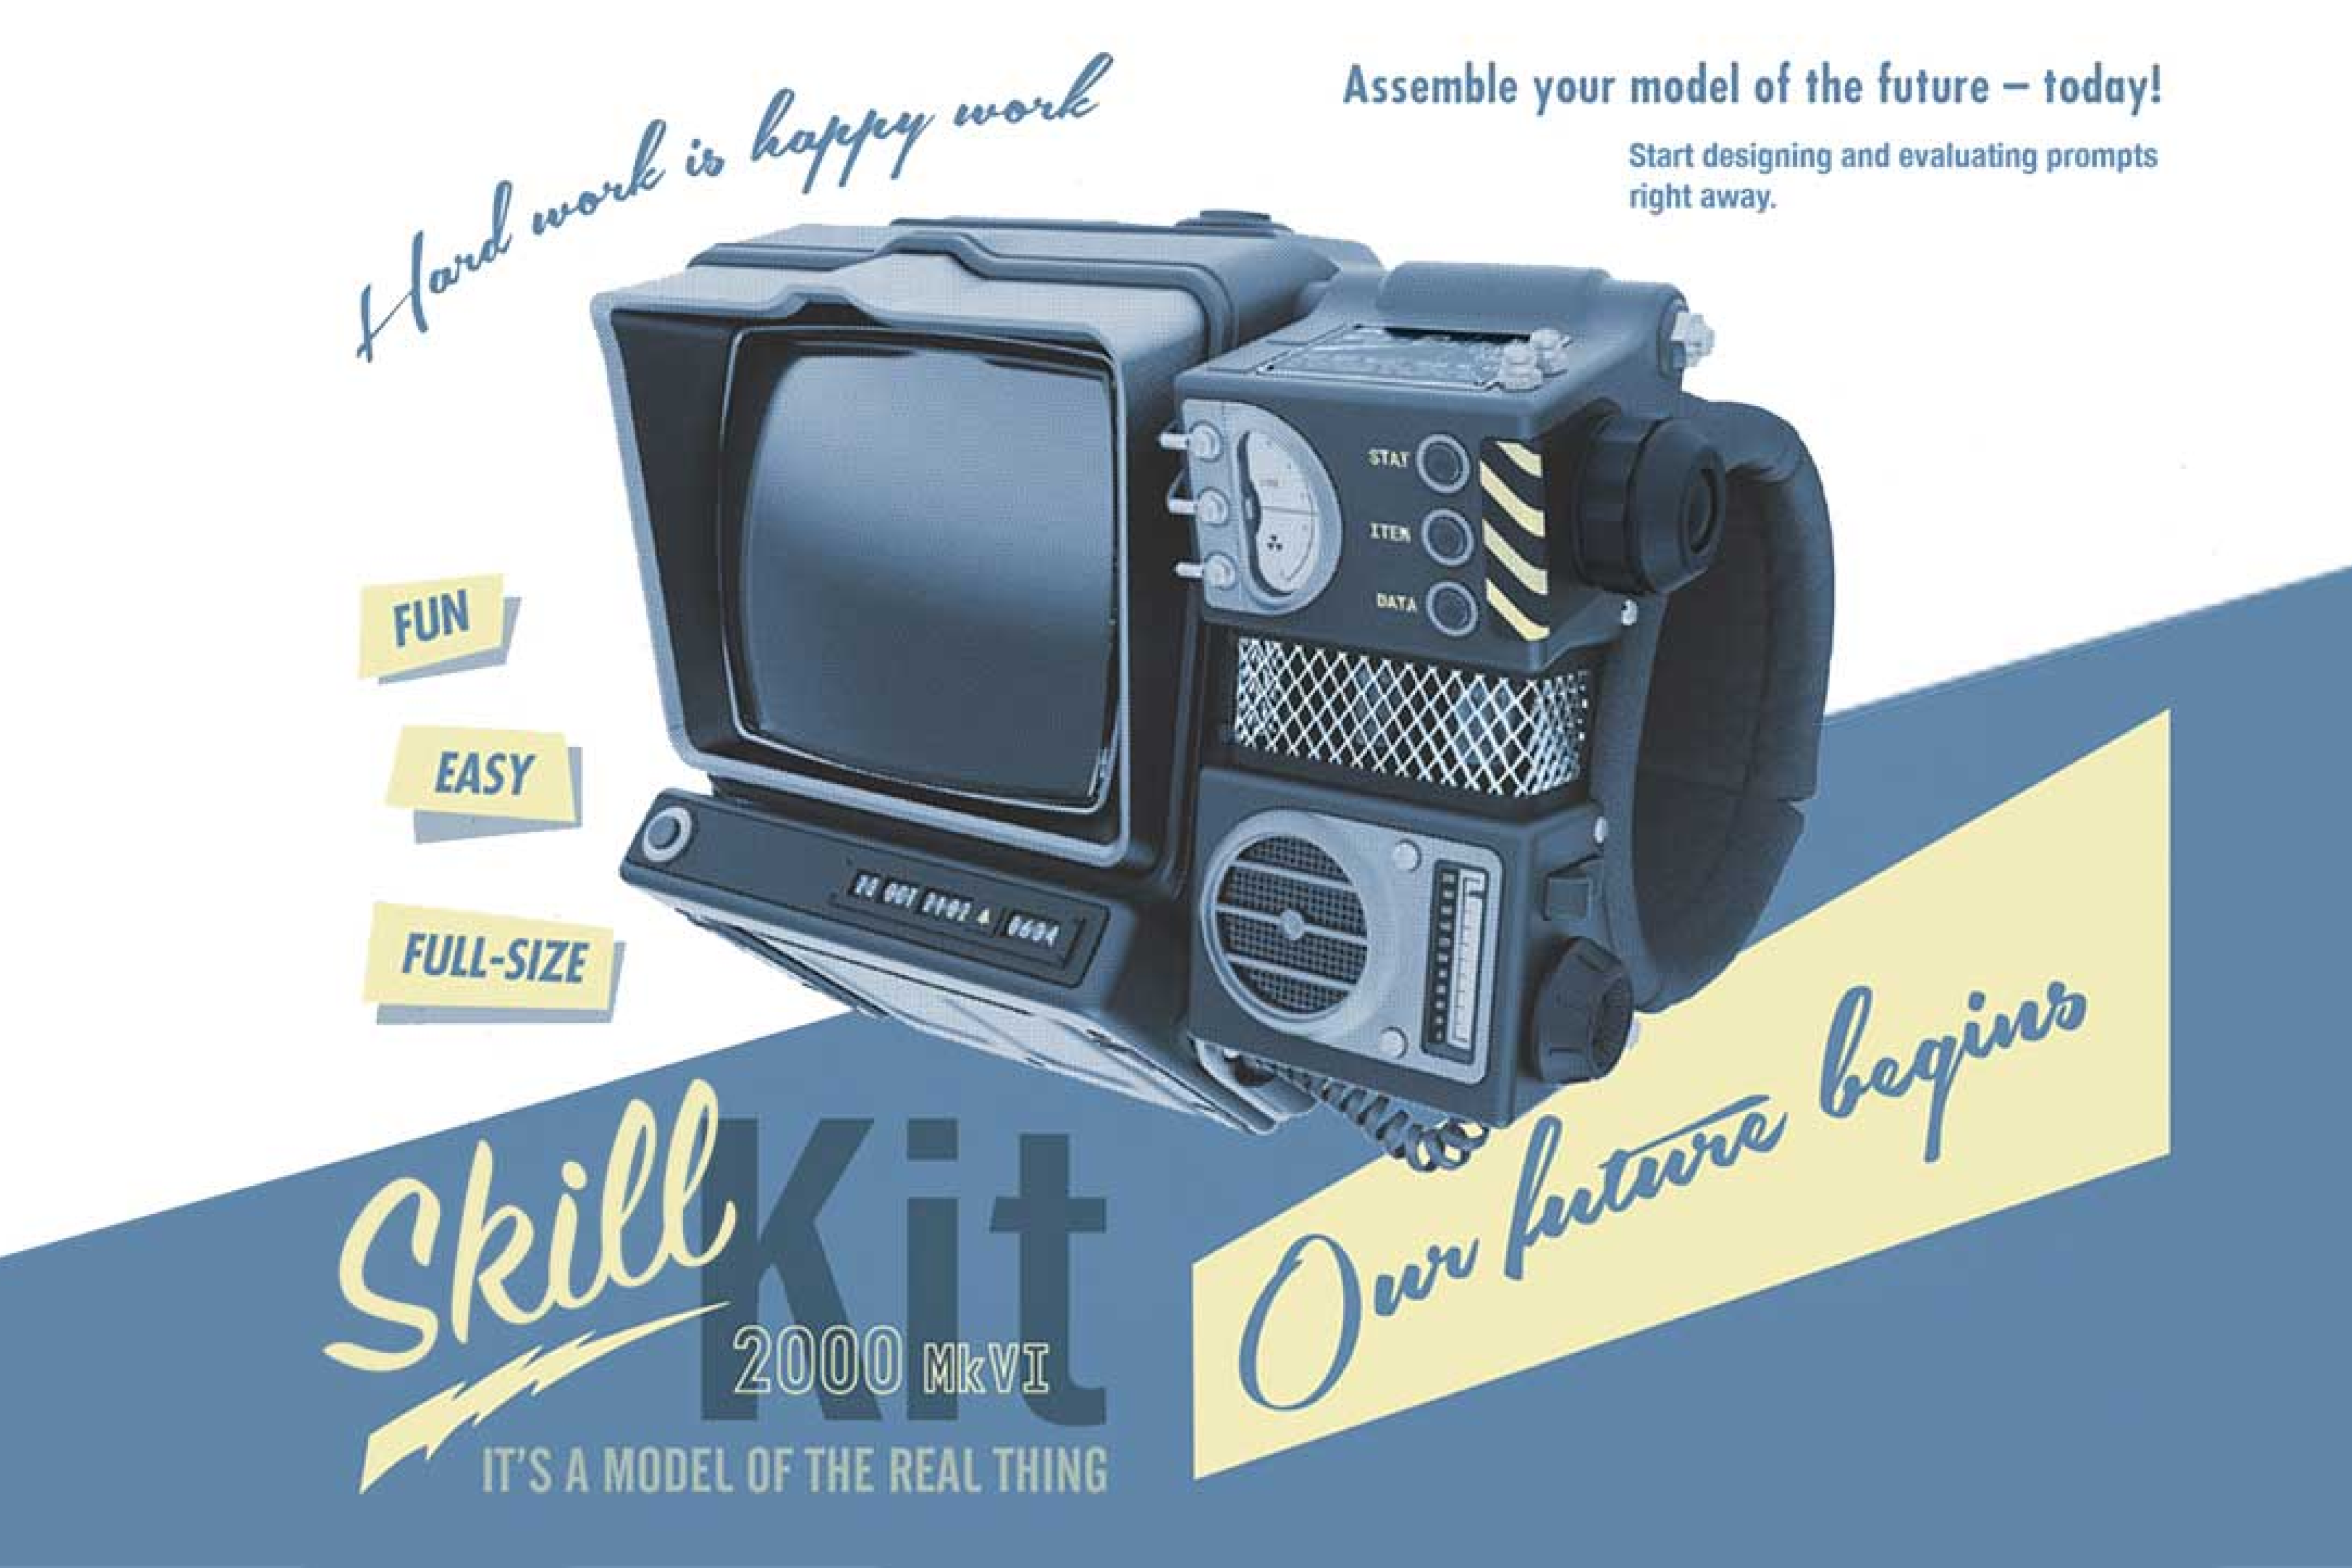 Hard work is happy work
Assemble your model of the future – today!
Start designing and evaluating prompts
right away.
STAT
ITEM
DATA
FUN
EASY
FULL-SIZE
OCT
0604
Skill
Kit
2000 MkVI
IT'S A MODEL OF THE REAL THING
Our future begins